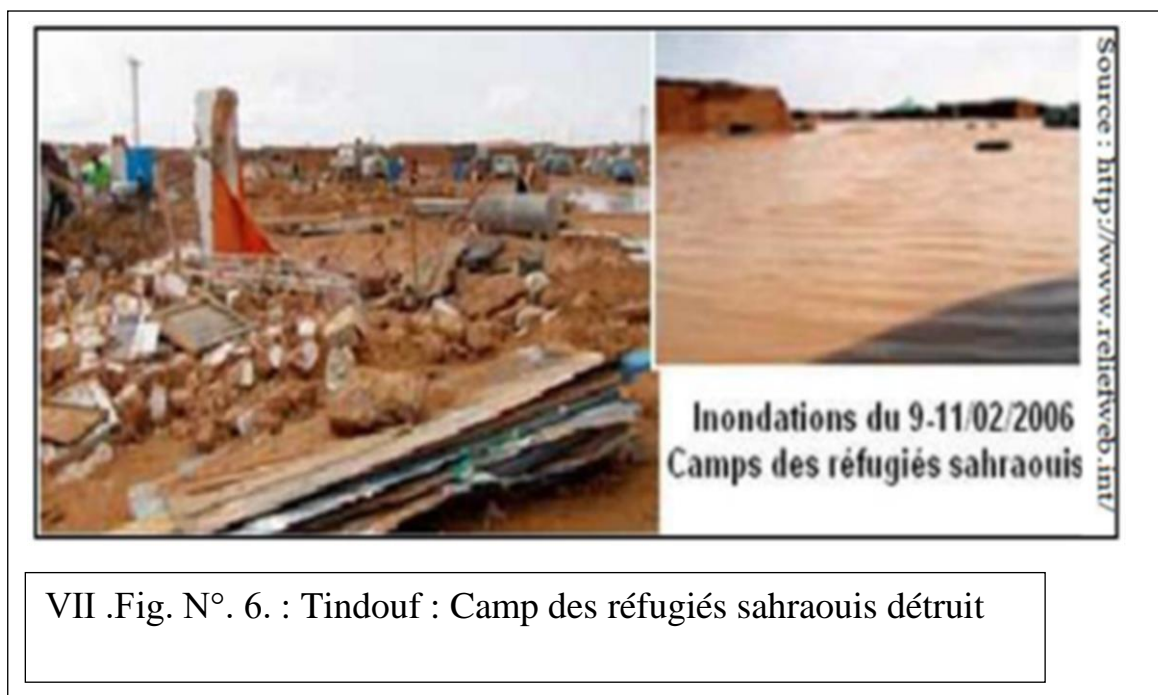 Source : http://www.reliefweb.int/
Inondations du 9-11/02/2006
Camps des réfugiés sahraouis
VII .Fig. N°. 6. : Tindouf : Camp des réfugiés sahraouis détruit